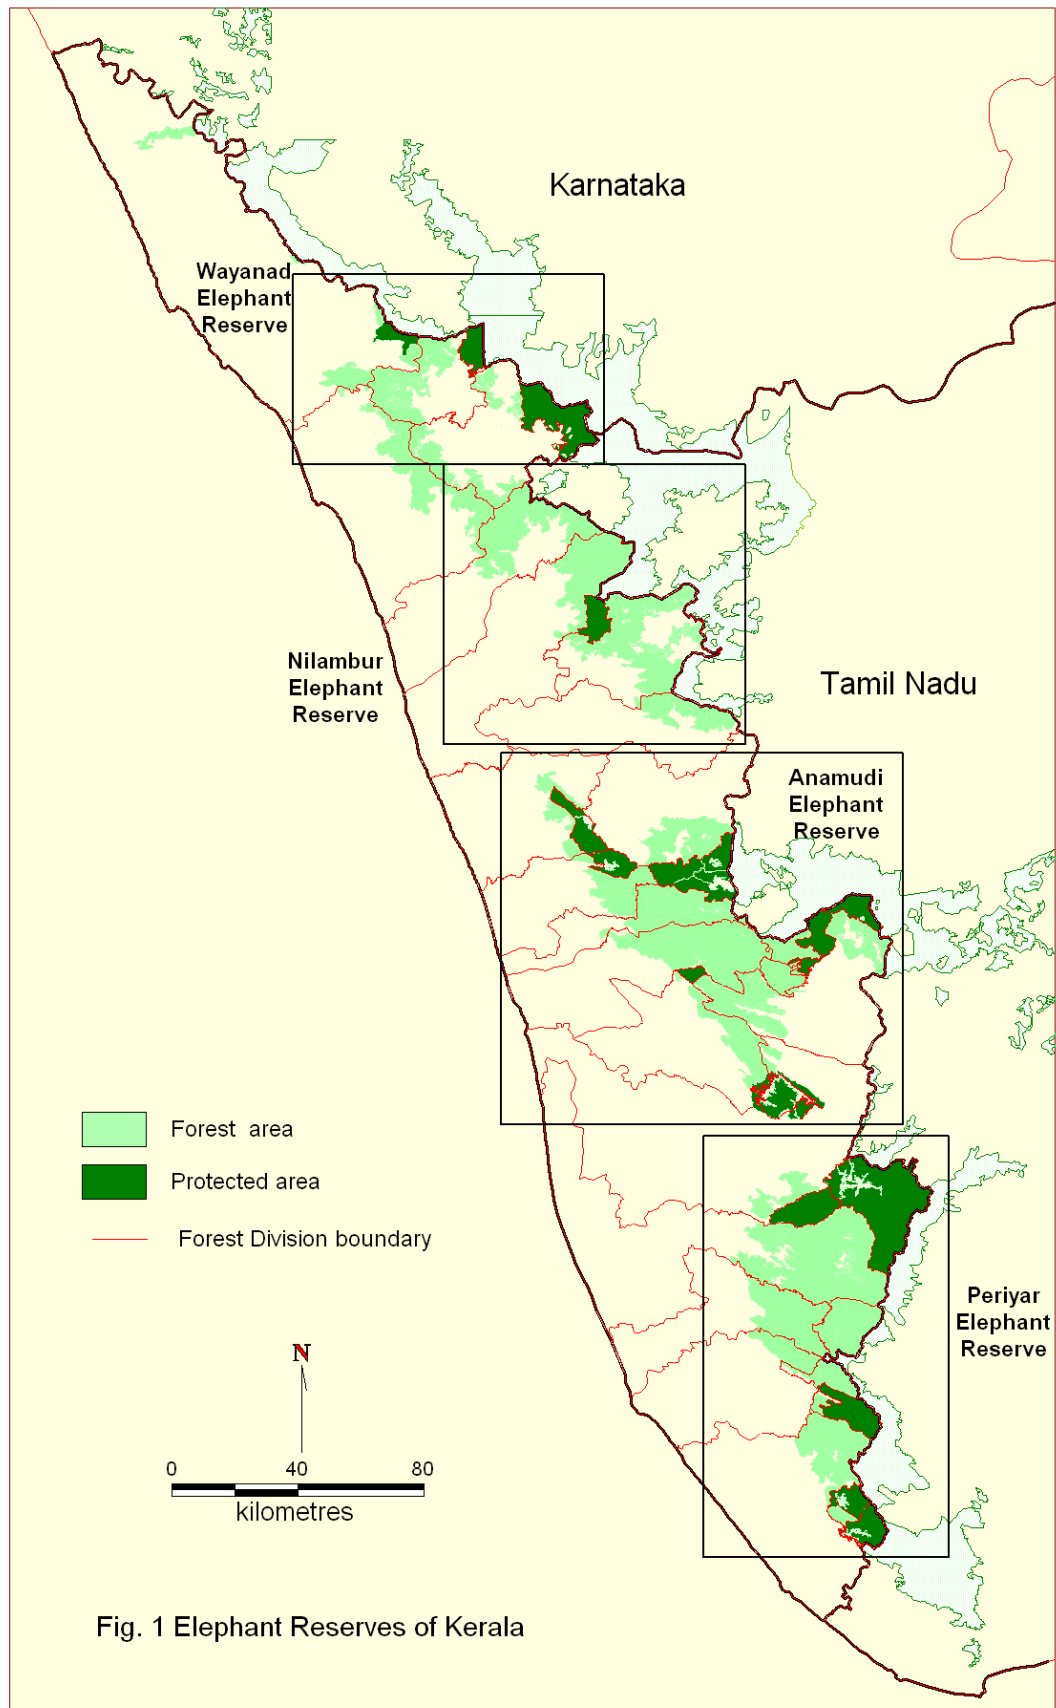 Karnataka
Wayanad
Elephant
Reserve
Nilambur
Elephant
Reserve
Tamil Nadu
Anamudi
Elephant
Reserve
Forest area
Protected area
Forest Division boundary
Periyar
Elephant
Reserve
N
0 40 80
kilometres
Fig. 1 Elephant Reserves of Kerala